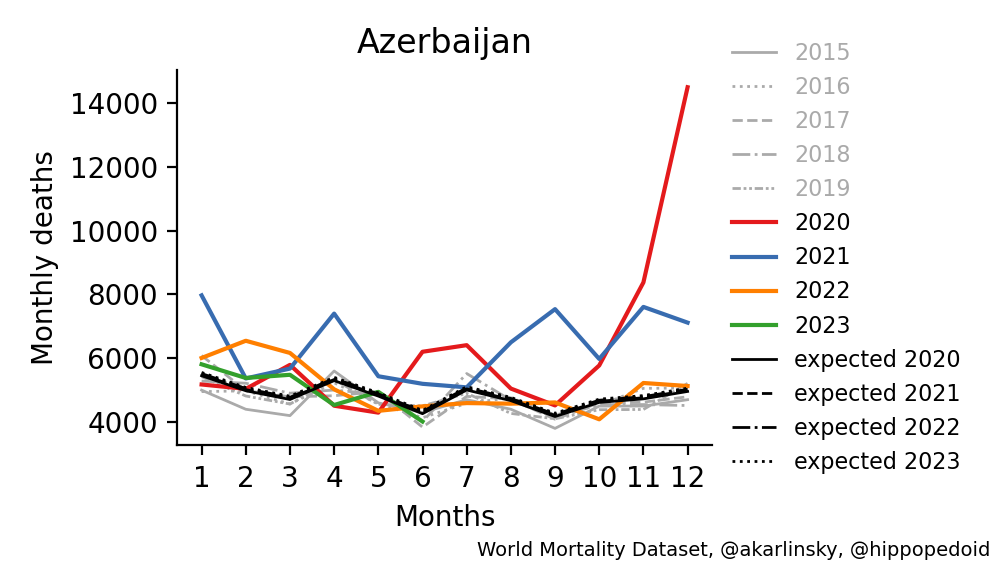 Azerbaijan
Monthly deaths
14000
12000
10000
8000
6000
4000
1 2 3 4 5 6 7 8 9 10 11 12
Months
2015
2016
2017
2018
2019
2020
2021
2022
2023
expected 2020
expected 2021
expected 2022
expected 2023
World Mortality Dataset, @akarlinsky, @hippopedoid